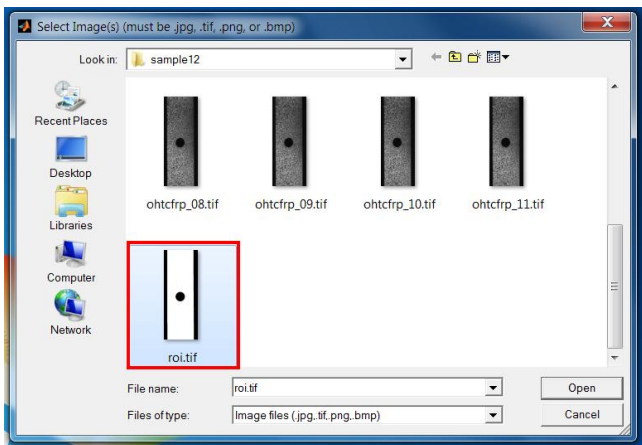 Select Image(s) (must be .jpg, .tif, .png, or .bmp)
Look in:
sample12
Recent Places
Desktop
Libraries
Computer
Network
ohtcfrp_08.tif
ohtcfrp_09.tif
ohtcfrp_10.tif
ohtcfrp_11.tif
roi.tif
File name:
roi.tif
Open
Files of type:
Image files (.jpg,.tif,.png,.bmp)
Cancel